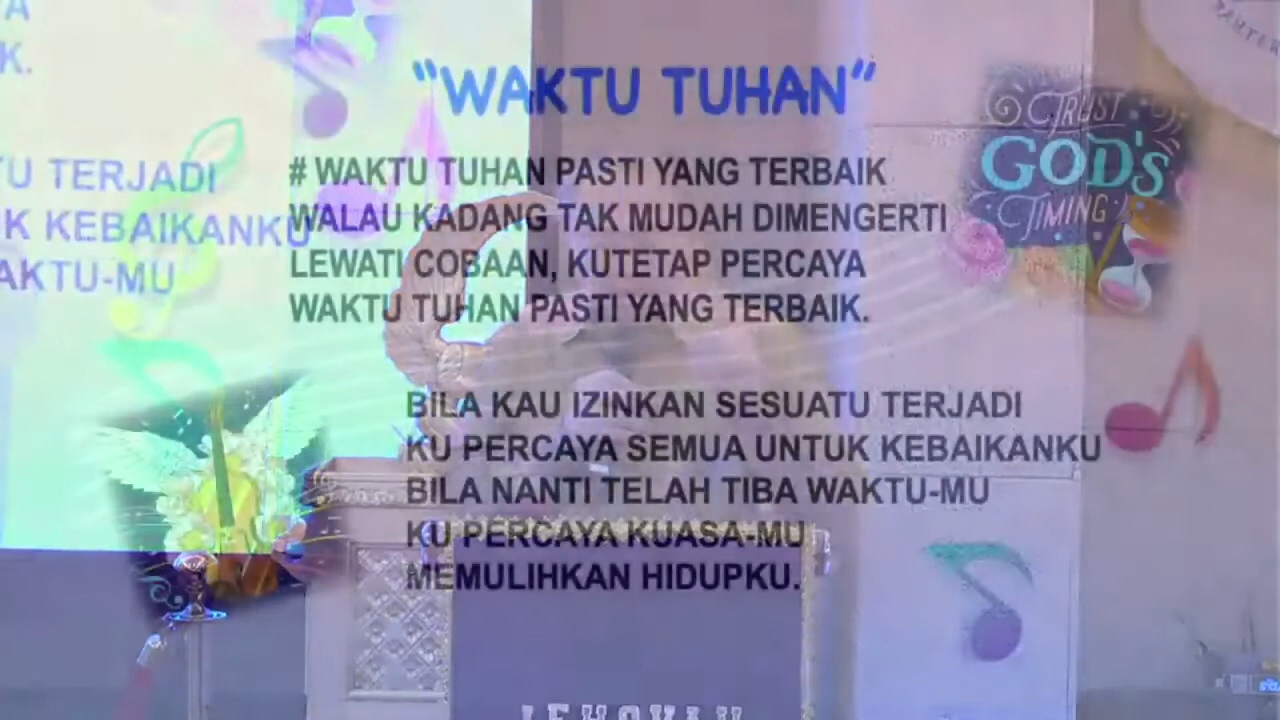 "WAKTU TUHAN"
# WAKTU TUHAN PASTI YANG TERBAIK
WALAU KADANG TAK MUDAH DIMENGERTI
LEWATI COBAAN, KUTETAP PERCAYA
WAKTU TUHAN PASTI YANG TERBAIK.
BILA KAU IZINKAN SESUATU TERJADI
KU PERCAYA SEMUA UNTUK KEBAIKANKU
BILA NANTI TELAH TIBA WAKTU-MU
KU PERCAYA KUASA-MU
MEMULIHKAN HIDUPKU.
TRUST
GOD'S
TIMING
K.
TU TERJADI
K KEBAIKANKU
AKTU-MU